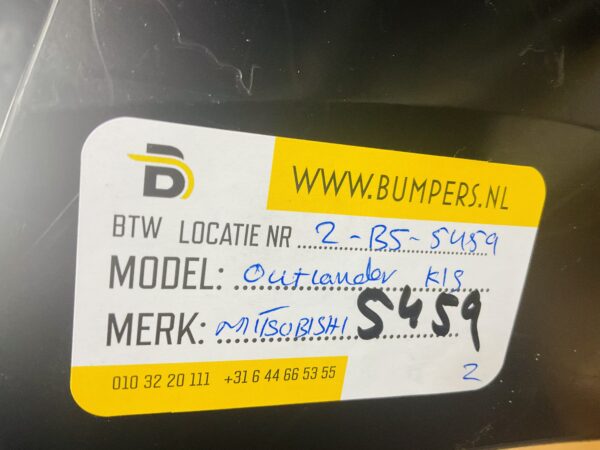 B
WWW.BUMPERS.NL
BTW LOCATIE NR 2-B5-5459
MODEL: Outlander
MERK: MITSUBISHI 5459
010 32 20 111 +31 6 44 66 53 55
2